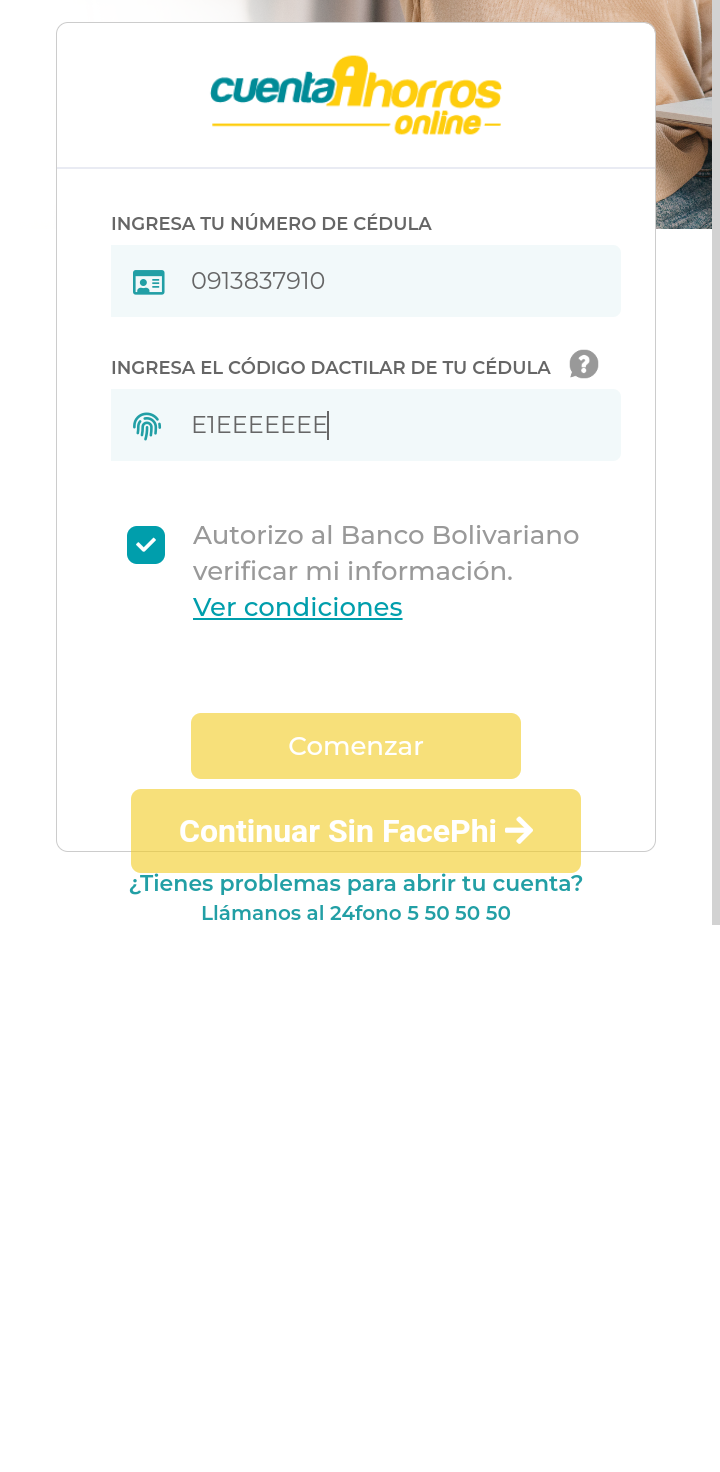 cuentaAhorros
online
INGRESA TU NÚMERO DE CÉDULA
0913837910
INGRESA EL CÓDIGO DACTILAR DE TU CÉDULA ?
E1EEEEEEE
Autorizo al Banco Bolivariano
verificar mi información.
Ver condiciones
Comenzar
Continuar Sin FacePhi →
¿Tienes problemas para abrir tu cuenta?
Llámanos al 24fono 5 50 50 50